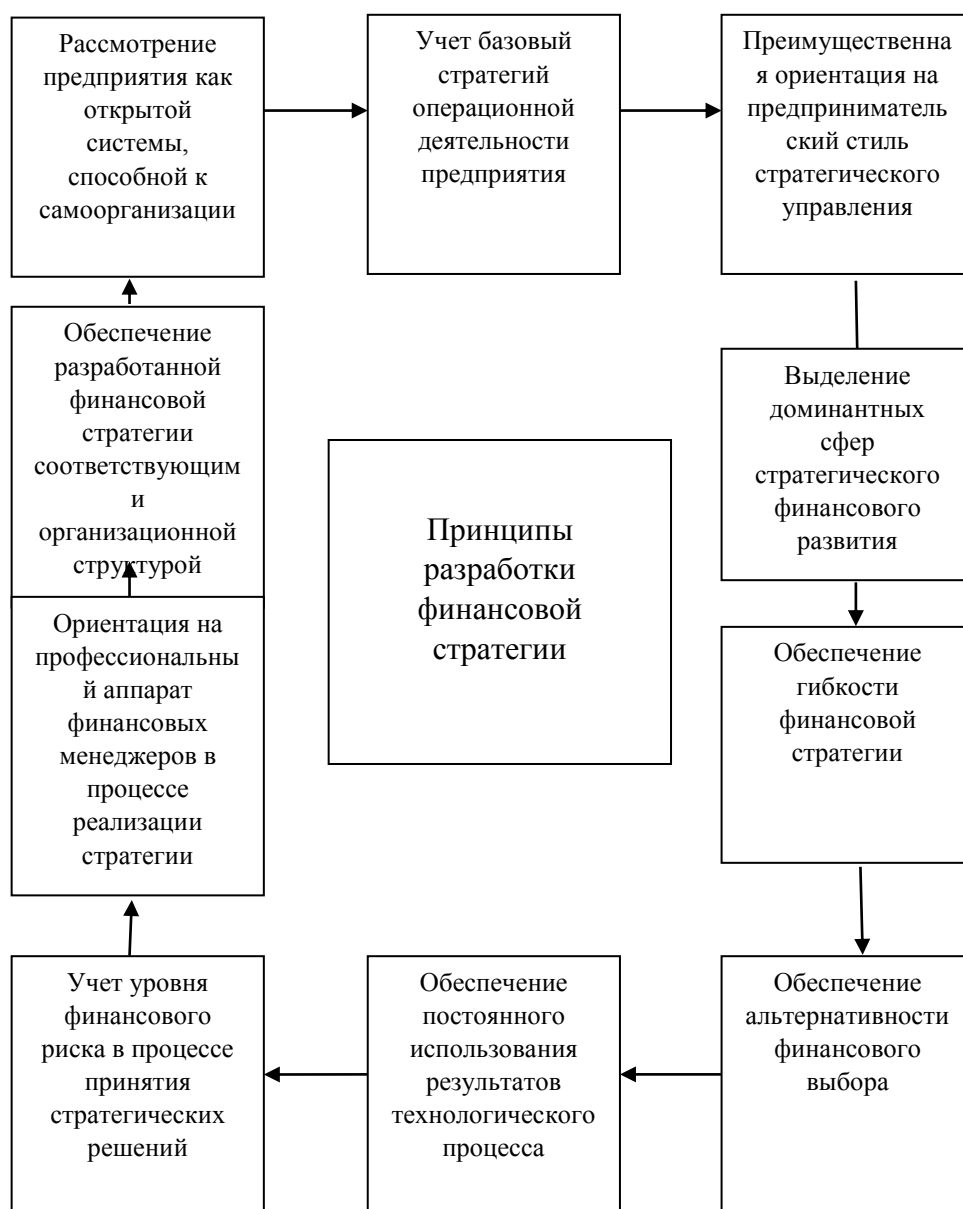 Рассмотрение
предприятия как
открытой
системы,
способной к
самоорганизации
Учет базовый
стратегий
операционной
деятельности
предприятия
Преимущественна
я ориентация на
предприниматель
ский стиль
стратегического
управления
Обеспечение
разработанной
финансовой
стратегии
соответствующим
и
организационной
структурой
Выделение
доминантных
сфер
стратегического
финансового
развития
Принципы
разработки
финансовой
стратегии
Ориентация на
профессиональны
й аппарат
финансовых
менеджеров в
процессе
реализации
стратегии
Обеспечение
гибкости
финансовой
стратегии
Учет уровня
финансового
риска в процессе
принятия
стратегических
решений
Обеспечение
постоянного
использования
результатов
технологического
процесса
Обеспечение
альтернативности
финансового
выбора